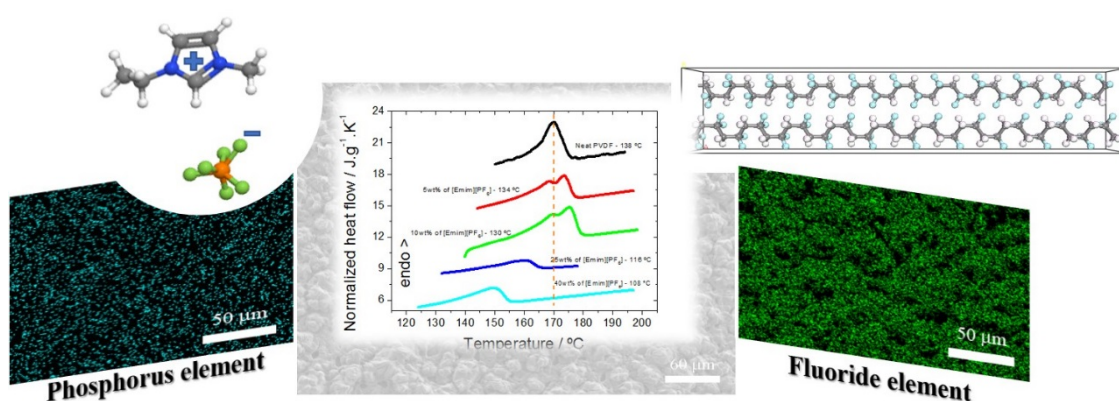 24
21
18
15
12
9
6
Normalized heat flow / J.g⁻¹.K⁻¹
endo >
Neat PVDF - 138 ºC
5wt% of [Emim][PF₆] - 134 ºC
10wt% of [Emim][PF₆] - 130 ºC
25wt% of [Emim][PF₆] - 116 ºC
40wt% of [Emim][PF₆] - 108 ºC
120 130 140 150 160 170 180 190 200
Temperature / ºC
50 µm
Phosphorus element
60 µm
50 µm
Fluoride element